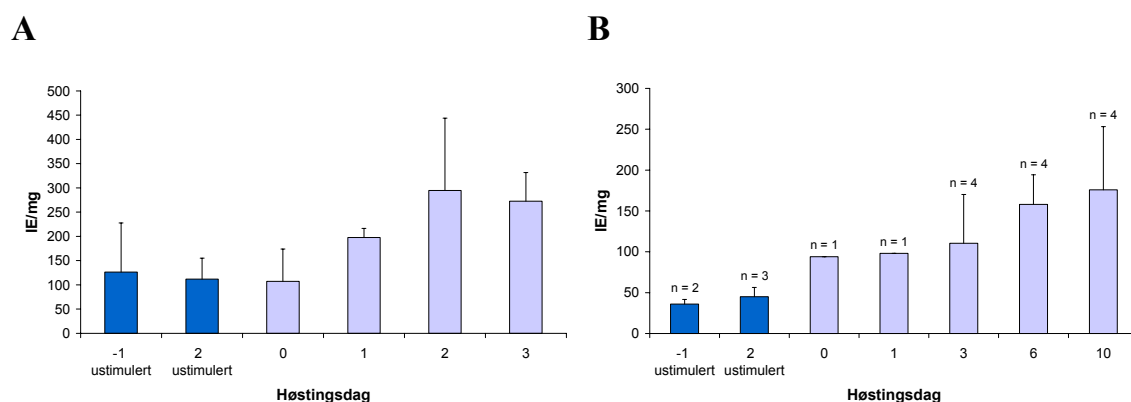 A
500
450
400
350
300
250
200
150
100
50
0
IE/mg
-1 2 0 1 2 3
ustimulert ustimulert
Høstingsdag
B
300
250
200
150
100
50
0
IE/mg
n = 2
n = 3
n = 1
n = 1
n = 4
n = 4
n = 4
-1 2 0 1 3 6 10
ustimulert ustimulert
Høstingsdag